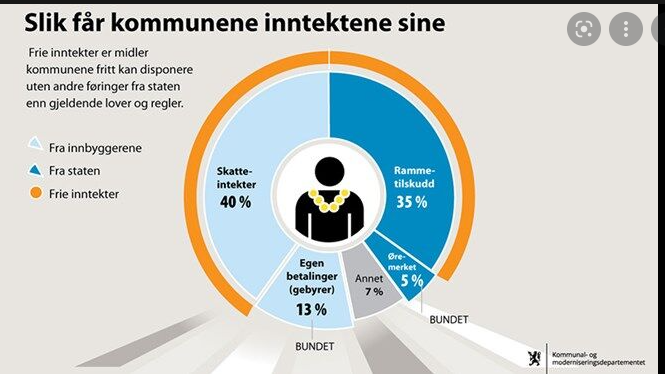 Slik får kommunene inntektene sine
Frie inntekter er midler
kommunene fritt kan disponere
uten andre føringer fra staten
enn gjeldende lover og regler.
Fra innbyggerene
Fra staten
Frie inntekter
Skatte-
intekter
40 %
Ramme-
tilskudd
35 %
Egen
betalinger
(gebyrer)
13 %
Annet
7 %
Øre-
merket
5 %
BUNDET
BUNDET
Kommunal- og
moderniseringsdepartementet